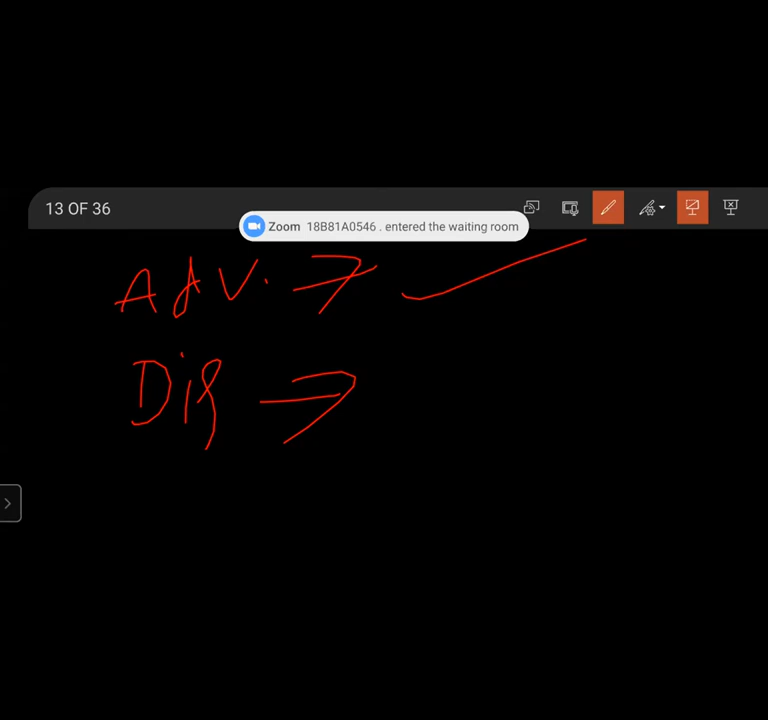 13 OF 36
Zoom 18B81A0546 . entered the waiting room
Adv. →
Dis →